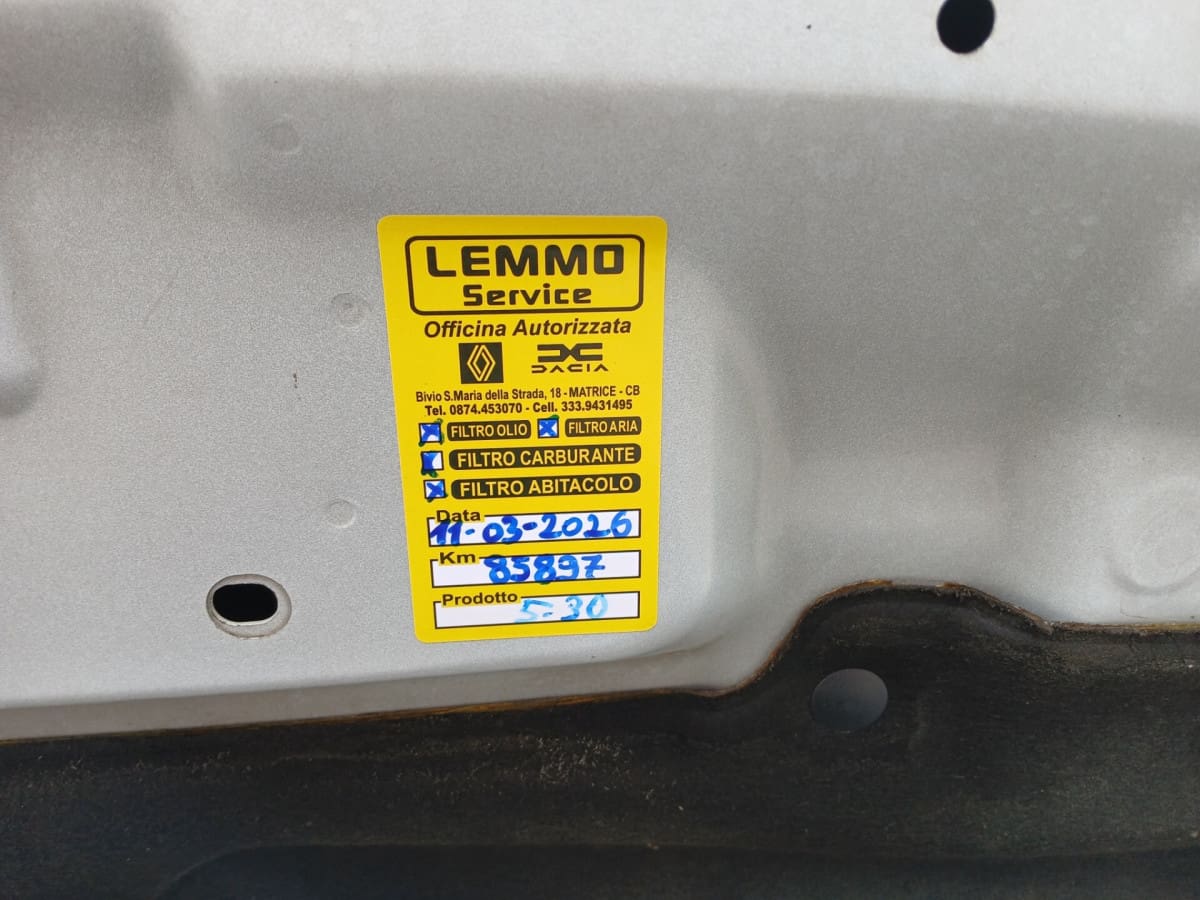 LEMMO
Service
Officina Autorizzata
DACIA
Bivio S.Maria della Strada, 18 - MATRICE - CB
Tel. 0874.453070 - Cell. 333.9431495
FILTRO OLIO FILTRO ARIA
FILTRO CARBURANTE
FILTRO ABITACOLO
Data
11-03-2026
Km
85897
Prodotto
5-30